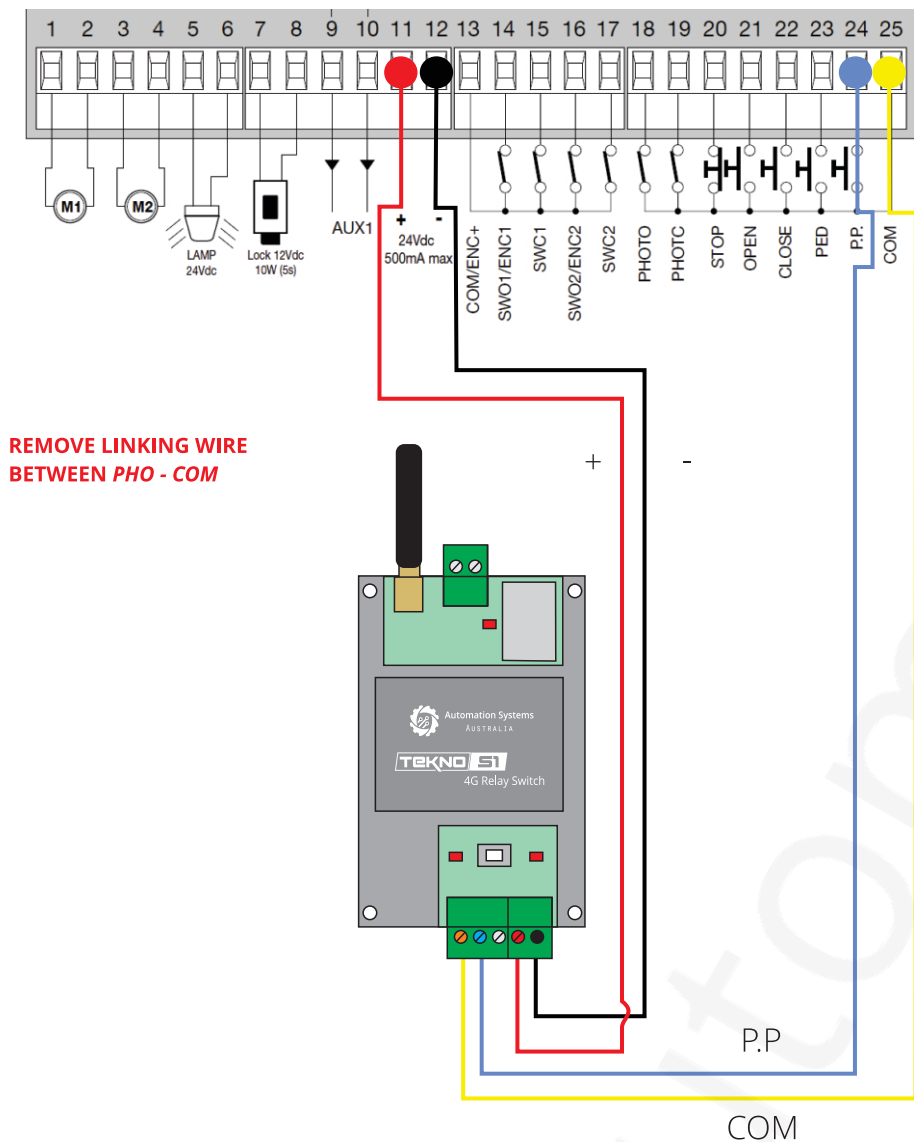 1 2 3 4 5 6 7 8 9 10 11 12 13 14 15 16 17 18 19 20 21 22 23 24 25
M1
M2
LAMP
24Vdc
Lock 12Vdc
10W (5s)
AUX1
+ -
24Vdc
500mA max
COM/ENC+
SWO1/ENC1
SWC1
SWO2/ENC2
SWC2
PHOTO
PHOTC
STOP
OPEN
CLOSE
PED
P.P.
COM
REMOVE LINKING WIRE
BETWEEN PHO - COM
+ -
Automation Systems
AUSTRALIA
TEKNO S1
4G Relay Switch
P.P
COM